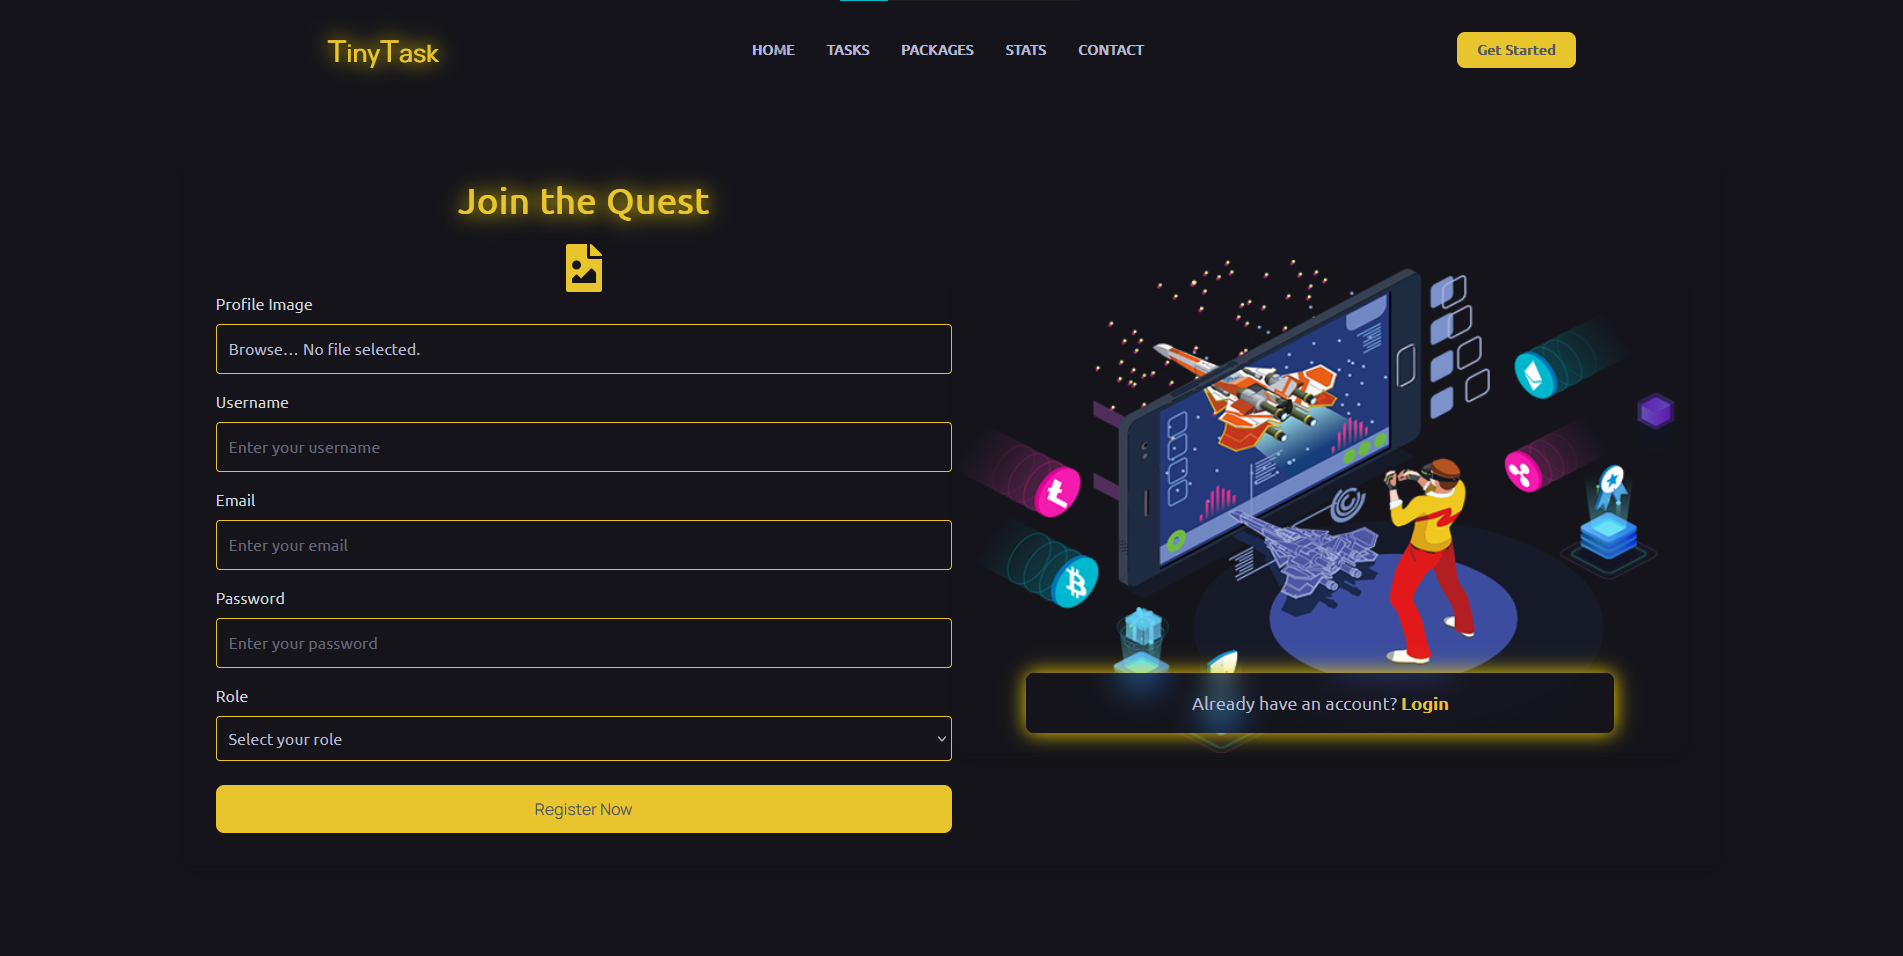 TinyTask
HOME TASKS PACKAGES STATS CONTACT
Get Started
Join the Quest
Profile Image
Browse... No file selected.
Username
Enter your username
Email
Enter your email
Password
Enter your password
Role
Select your role
Register Now
Already have an account? Login